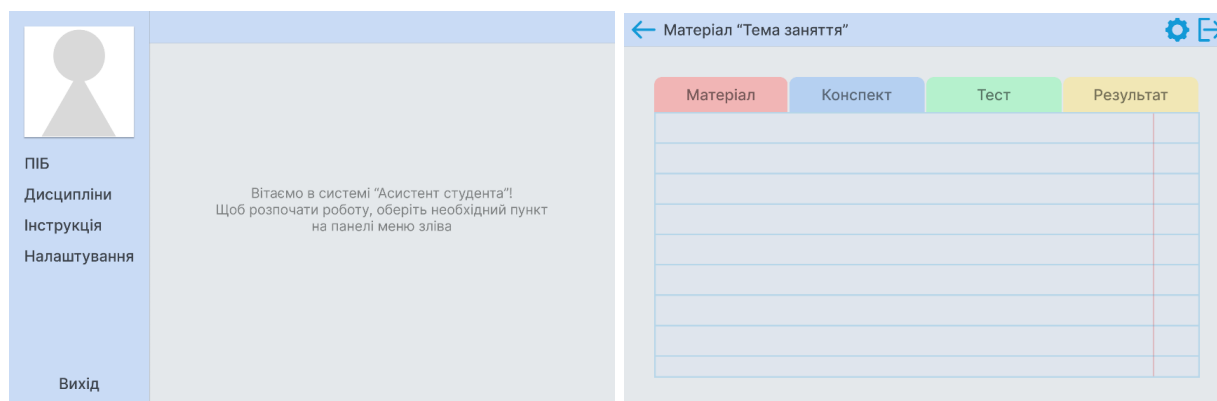 ПІБ
Дисципліни
Інструкція
Налаштування
Вихід
Вітаємо в системі “Асистент студента”!
Щоб розпочати роботу, оберіть необхідний пункт
на панелі меню зліва
Матеріал “Тема заняття”
Матеріал
Конспект
Тест
Результат